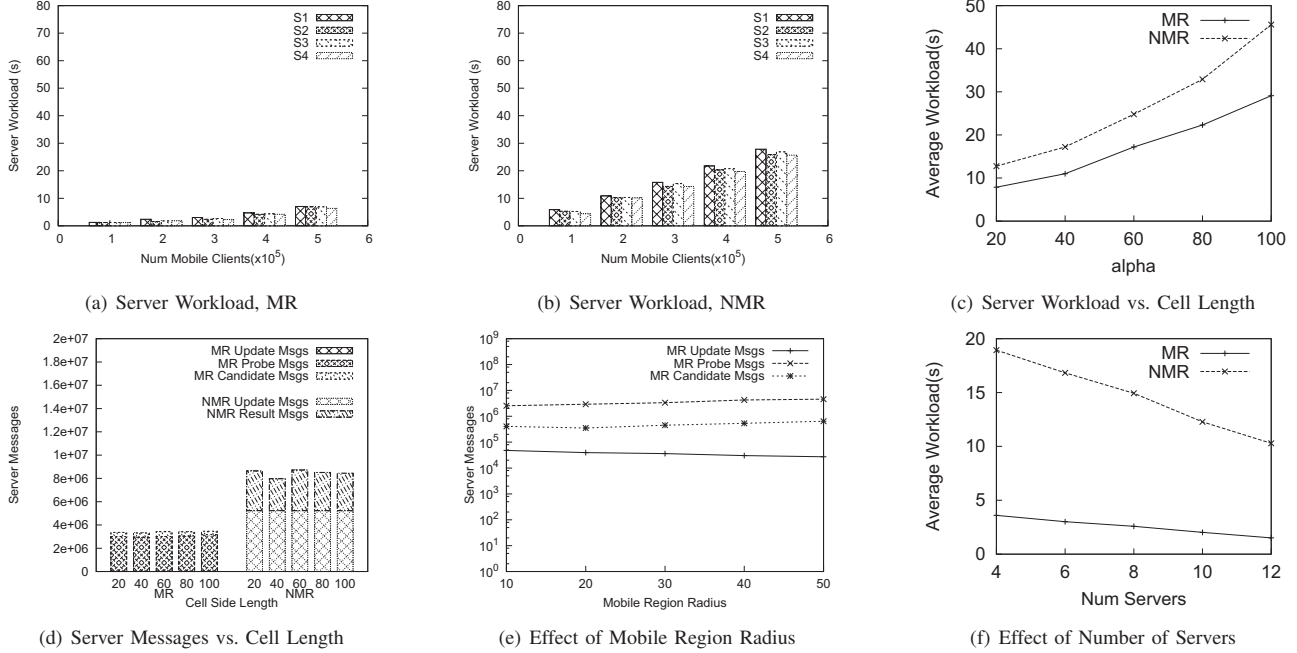 80
70
60
50
40
30
20
10
0
Server Workload (s)
S1
S2
S3
S4
0 1 2 3 4 5 6
Num Mobile Clients(x10^5)
(a) Server Workload, MR
80
70
60
50
40
30
20
10
0
Server Workload (s)
S1
S2
S3
S4
0 1 2 3 4 5 6
Num Mobile Clients(x10^5)
(b) Server Workload, NMR
50
40
30
20
10
0
Average Workload(s)
MR
NMR
20 40 60 80 100
alpha
(c) Server Workload vs. Cell Length
2e+07
1.8e+07
1.6e+07
1.4e+07
1.2e+07
1e+07
8e+06
6e+06
4e+06
2e+06
0
Server Messages
MR Update Msgs
MR Probe Msgs
MR Candidate Msgs
NMR Update Msgs
NMR Result Msgs
20 40 60 80 100 20 40 60 80 100
MR NMR
Cell Side Length
(d) Server Messages vs. Cell Length
10^9
10^8
10^7
10^6
10^5
10^4
10^3
10^2
10^1
10^0
Server Messages
MR Update Msgs
MR Probe Msgs
MR Candidate Msgs
10 20 30 40 50
Mobile Region Radius
(e) Effect of Mobile Region Radius
20
15
10
5
0
Average Workload(s)
MR
NMR
4 6 8 10 12
Num Servers
(f) Effect of Number of Servers